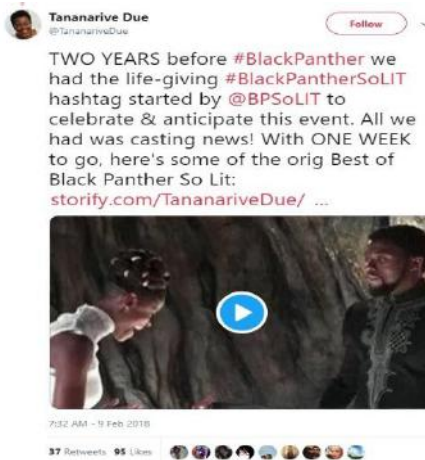 Tananarive Due
@TananariveDue
Follow
TWO YEARS before #BlackPanther we
had the life-giving #BlackPantherSoLIT
hashtag started by @BPSoLIT to
celebrate & anticipate this event. All we
had was casting news! With ONE WEEK
to go, here's some of the orig Best of
Black Panther So Lit:
storify.com/TananariveDue/ ...
7:32 AM - 9 Feb 2018
37 Retweets 95 Likes